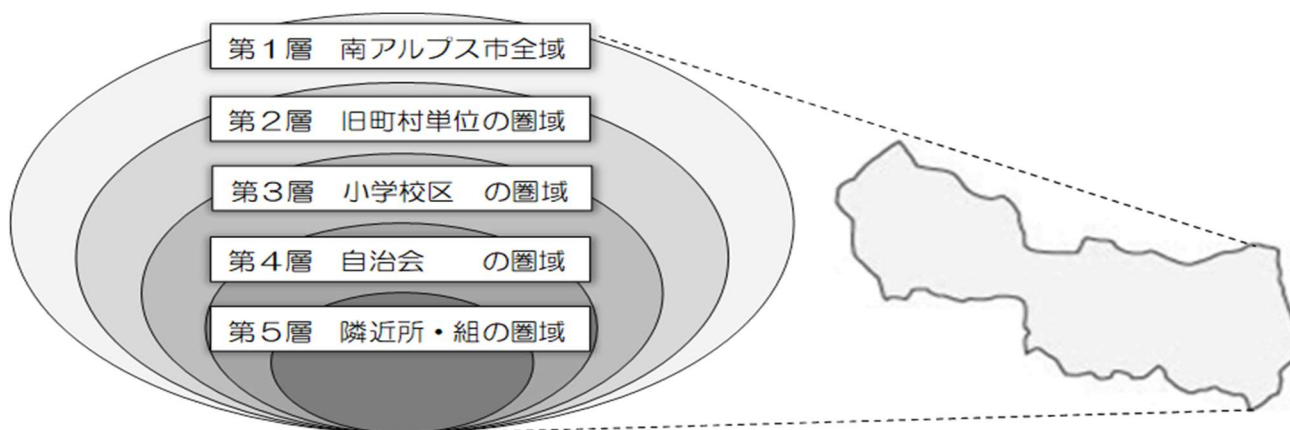 第１層　南アルプス市全域
第２層　旧町村単位の圏域
第３層　小学校区　の圏域
第４層　自治会　　の圏域
第５層　隣近所・組の圏域